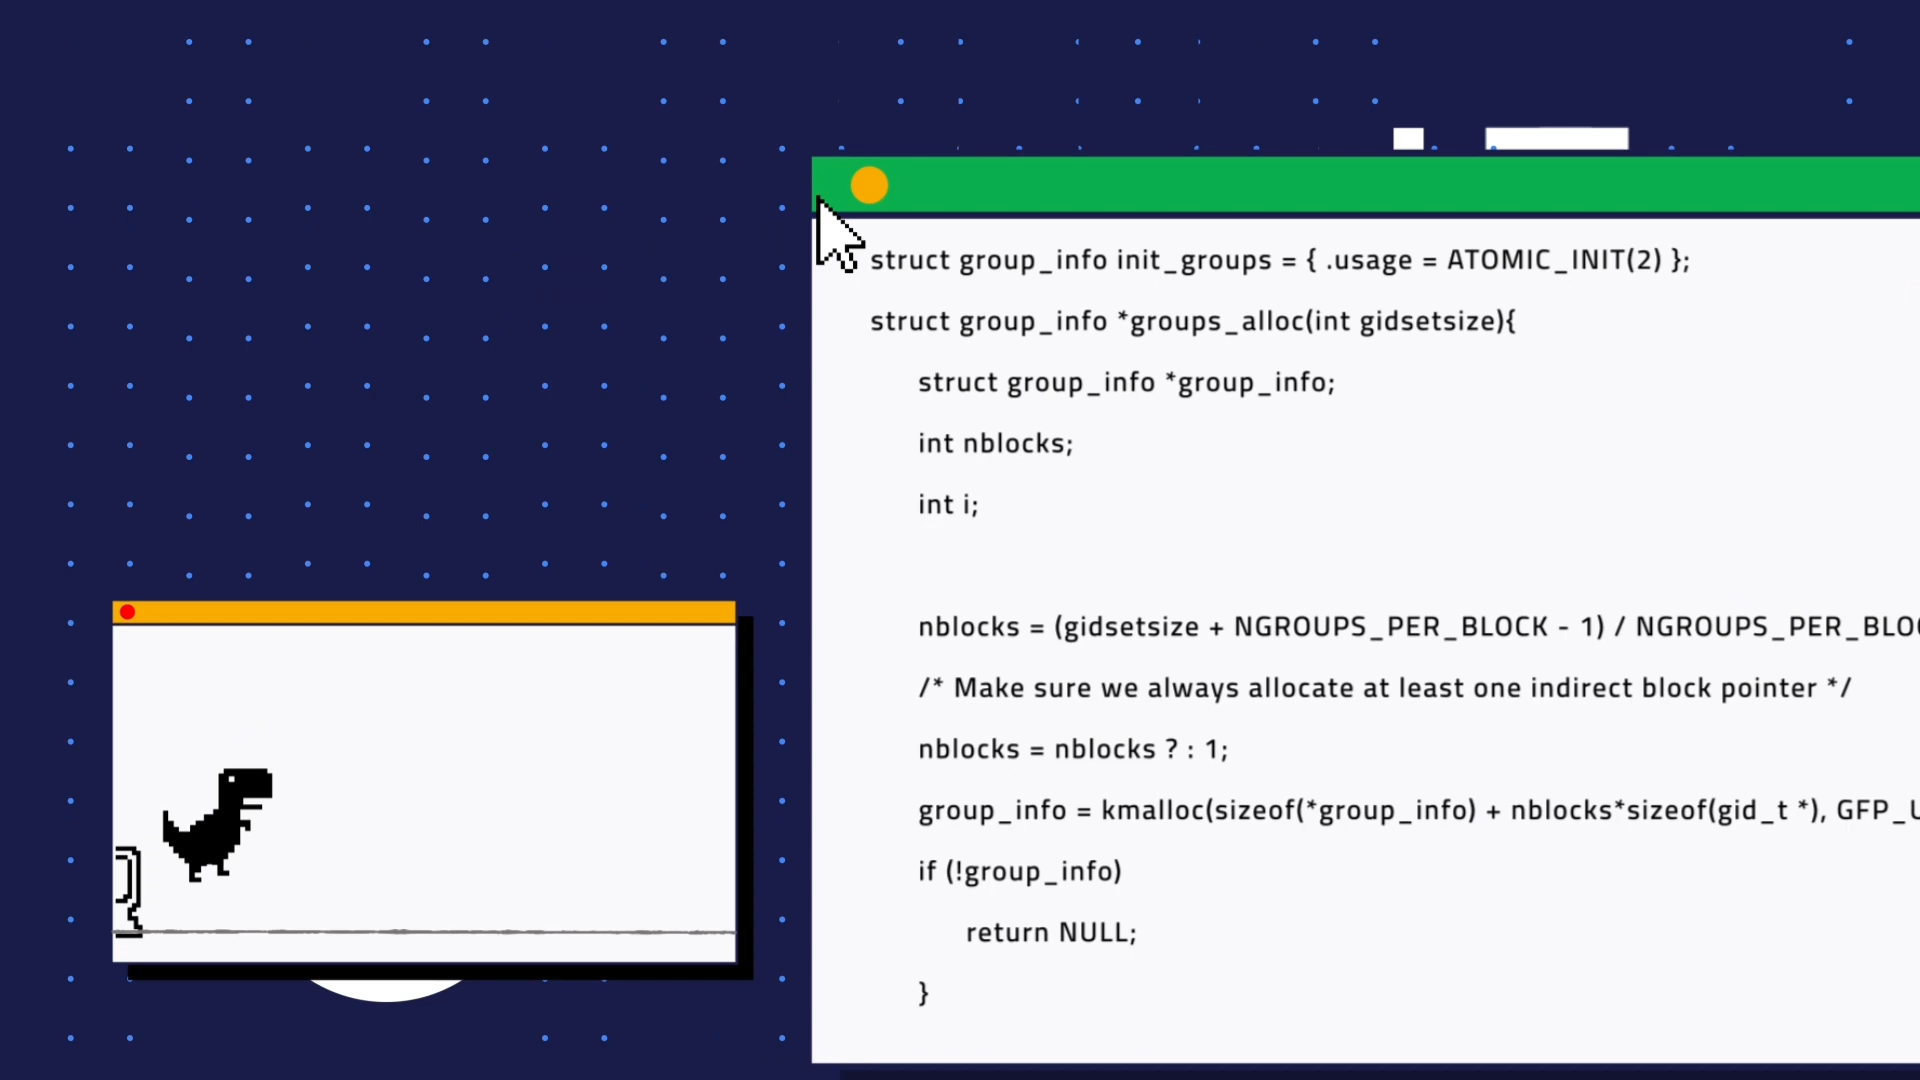 struct group_info init_groups = { .usage = ATOMIC_INIT(2) };
struct group_info *groups_alloc(int gidsetsize){
struct group_info *group_info;
int nblocks;
int i;
nblocks = (gidsetsize + NGROUPS_PER_BLOCK - 1) / NGROUPS_PER_BLO
/* Make sure we always allocate at least one indirect block pointer */
nblocks = nblocks ? : 1;
group_info = kmalloc(sizeof(*group_info) + nblocks*sizeof(gid_t *), GFP_U
if (!group_info)
return NULL;
}